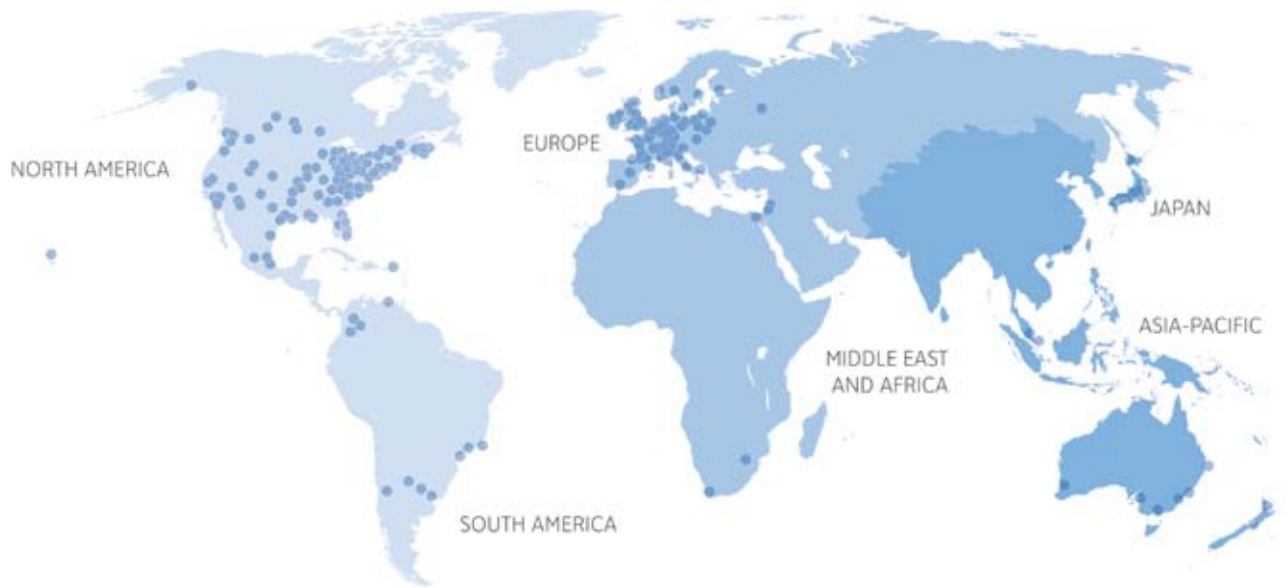 EUROPE
NORTH AMERICA
JAPAN
ASIA-PACIFIC
MIDDLE EAST
AND AFRICA
SOUTH AMERICA